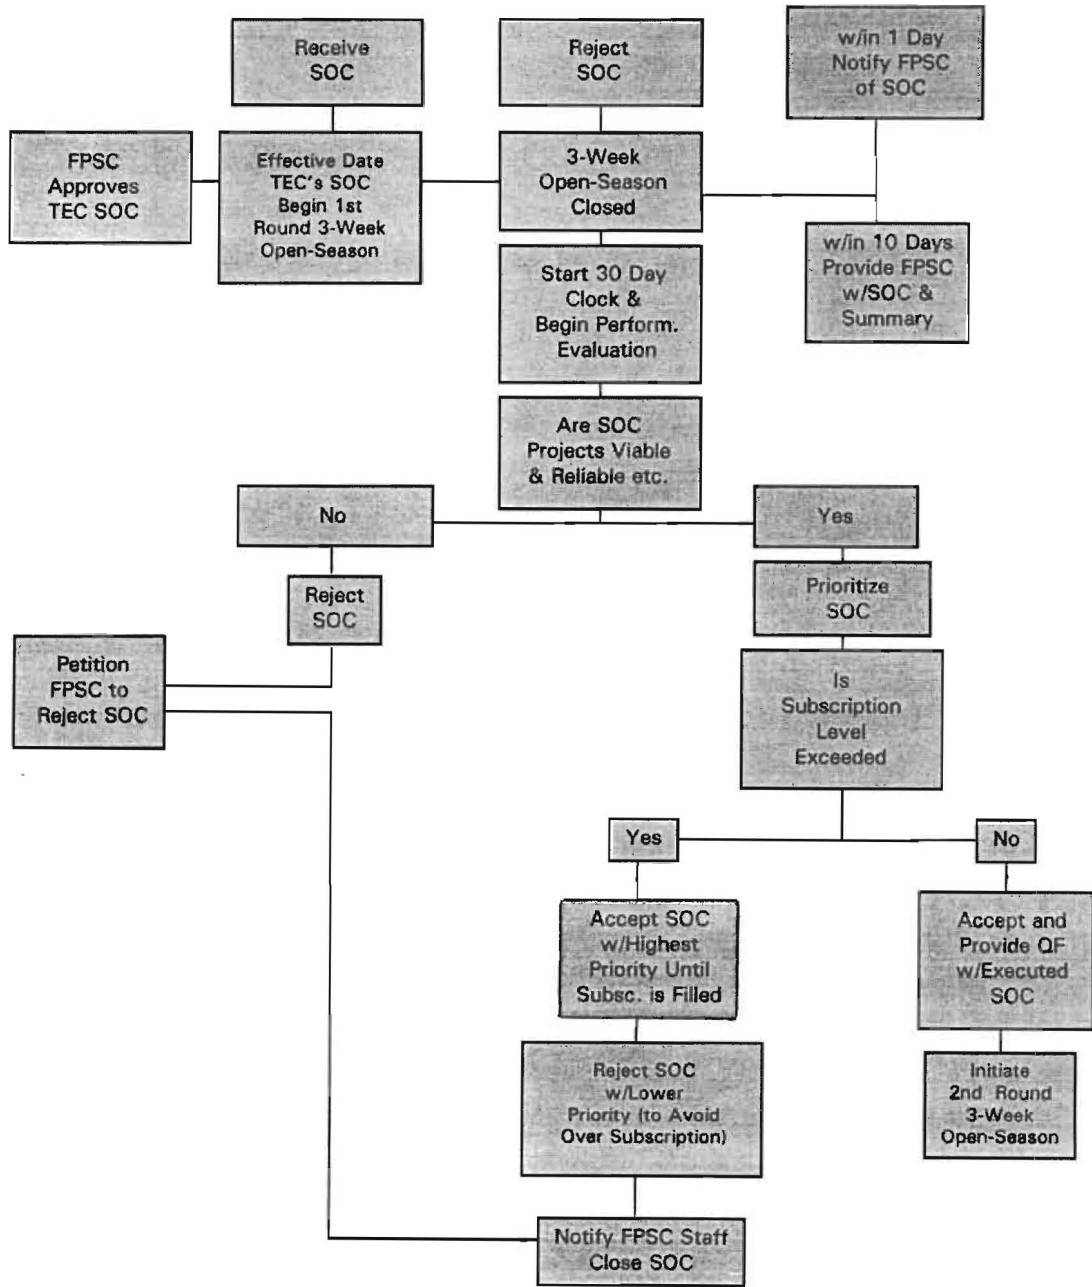 Receive
SOC
Reject
SOC
w/in 1 Day
Notify FPSC
of SOC
FPSC
Approves
TEC SOC
Effective Date
TEC's SOC
Begin 1st
Round 3-Week
Open-Season
3-Week
Open-Season
Closed
w/in 10 Days
Provide FPSC
w/SOC &
Summary
Start 30 Day
Clock &
Begin Perform.
Evaluation
Are SOC
Projects Viable
& Reliable etc.
No
Yes
Reject
SOC
Prioritize
SOC
Petition
FPSC to
Reject SOC
Is
Subscription
Level
Exceeded
Yes
No
Accept SOC
w/Highest
Priority Until
Subsc. is Filled
Accept and
Provide QF
w/Executed
SOC
Reject SOC
w/Lower
Priority (to Avoid
Over Subscription)
Initiate
2nd Round
3-Week
Open-Season
Notify FPSC Staff
Close SOC